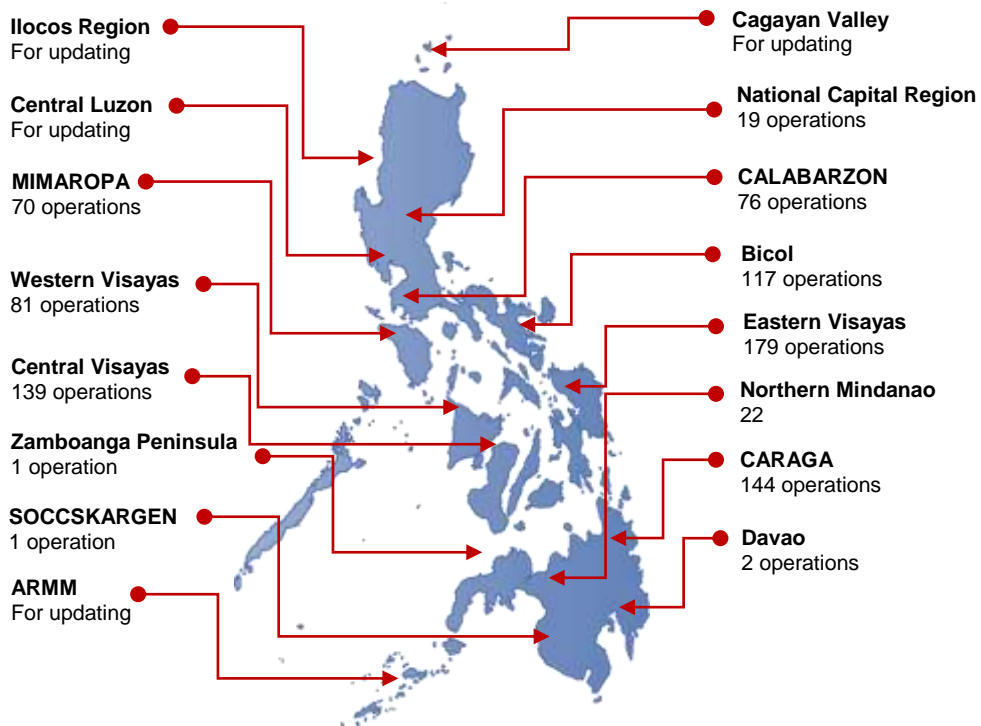 Ilocos Region
For updating
Central Luzon
For updating
MIMAROPA
70 operations
Western Visayas
81 operations
Central Visayas
139 operations
Zamboanga Peninsula
1 operation
SOCCSKARGEN
1 operation
ARMM
For updating
Cagayan Valley
For updating
National Capital Region
19 operations
CALABARZON
76 operations
Bicol
117 operations
Eastern Visayas
179 operations
Northern Mindanao
22
CARAGA
144 operations
Davao
2 operations